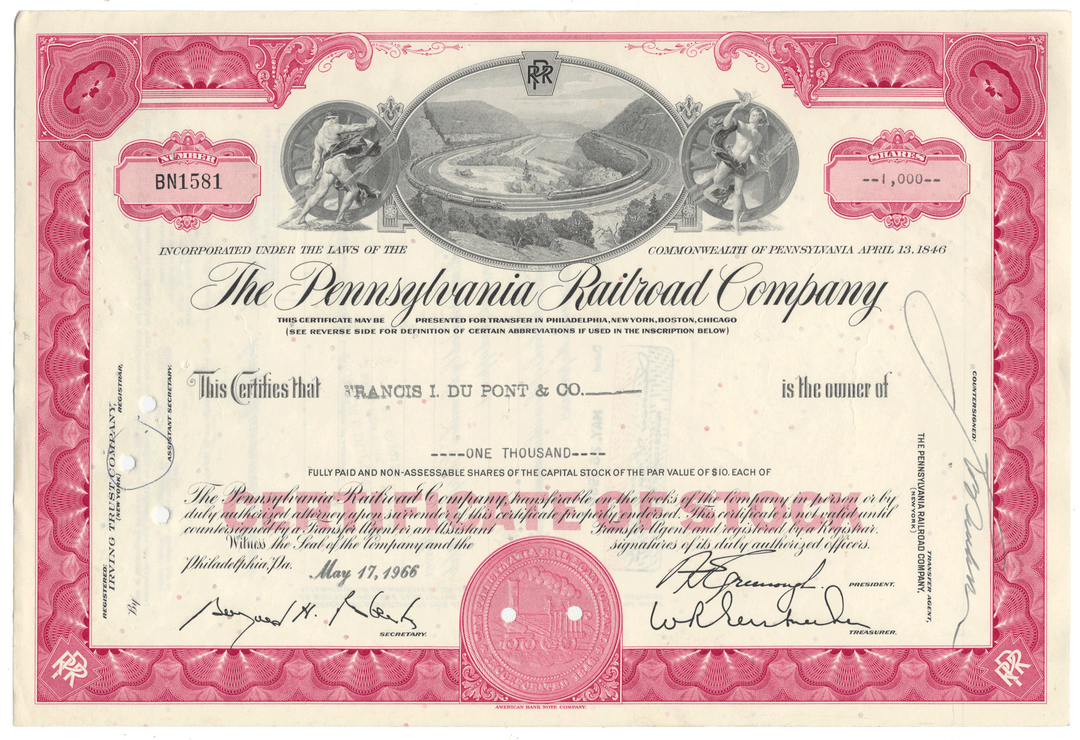 PRR
NUMBER
BN1581
SHARES
--1,000--
INCORPORATED UNDER THE LAWS OF THE COMMONWEALTH OF PENNSYLVANIA APRIL 13, 1846
The Pennsylvania Railroad Company
THIS CERTIFICATE MAY BE PRESENTED FOR TRANSFER IN PHILADELPHIA, NEW YORK, BOSTON, CHICAGO
(SEE REVERSE SIDE FOR DEFINITION OF CERTAIN ABBREVIATIONS IF USED IN THE INSCRIPTION BELOW)
This Certifies that FRANCIS I. DU PONT & CO. is the owner of
----ONE THOUSAND----
FULLY PAID AND NON-ASSESSABLE SHARES OF THE CAPITAL STOCK OF THE PAR VALUE OF $10. EACH OF
CERTIFICATE OF STOCK
The Pennsylvania Railroad Company, transferable on the books of the Company in person or by
duly authorized attorney upon surrender of this certificate properly endorsed. This certificate is not valid until
countersigned by a Transfer Agent or an Assistant Transfer Agent and registered by a Registrar.
Witness the Seal of the Company and the signatures of its duly authorized officers.
Philadelphia, Pa.
May 17, 1966
SECRETARY.
PRESIDENT.
TREASURER.
REGISTERED:
IRVING TRUST COMPANY,
(NEW YORK)
REGISTRAR,
By
ASSISTANT SECRETARY.
COUNTERSIGNED:
THE PENNSYLVANIA RAILROAD COMPANY,
(NEW YORK)
TRANSFER AGENT,
PRR
PRR
AMERICAN BANK NOTE COMPANY.